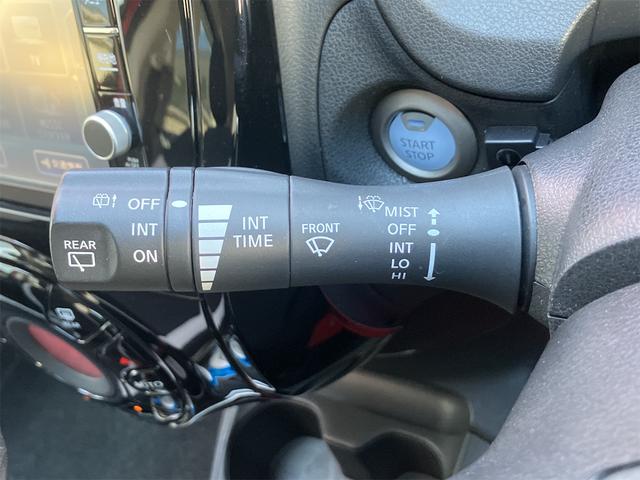 START
STOP
OFF
INT
ON
REAR
INT
TIME
FRONT
MIST
OFF
INT
LO
HI